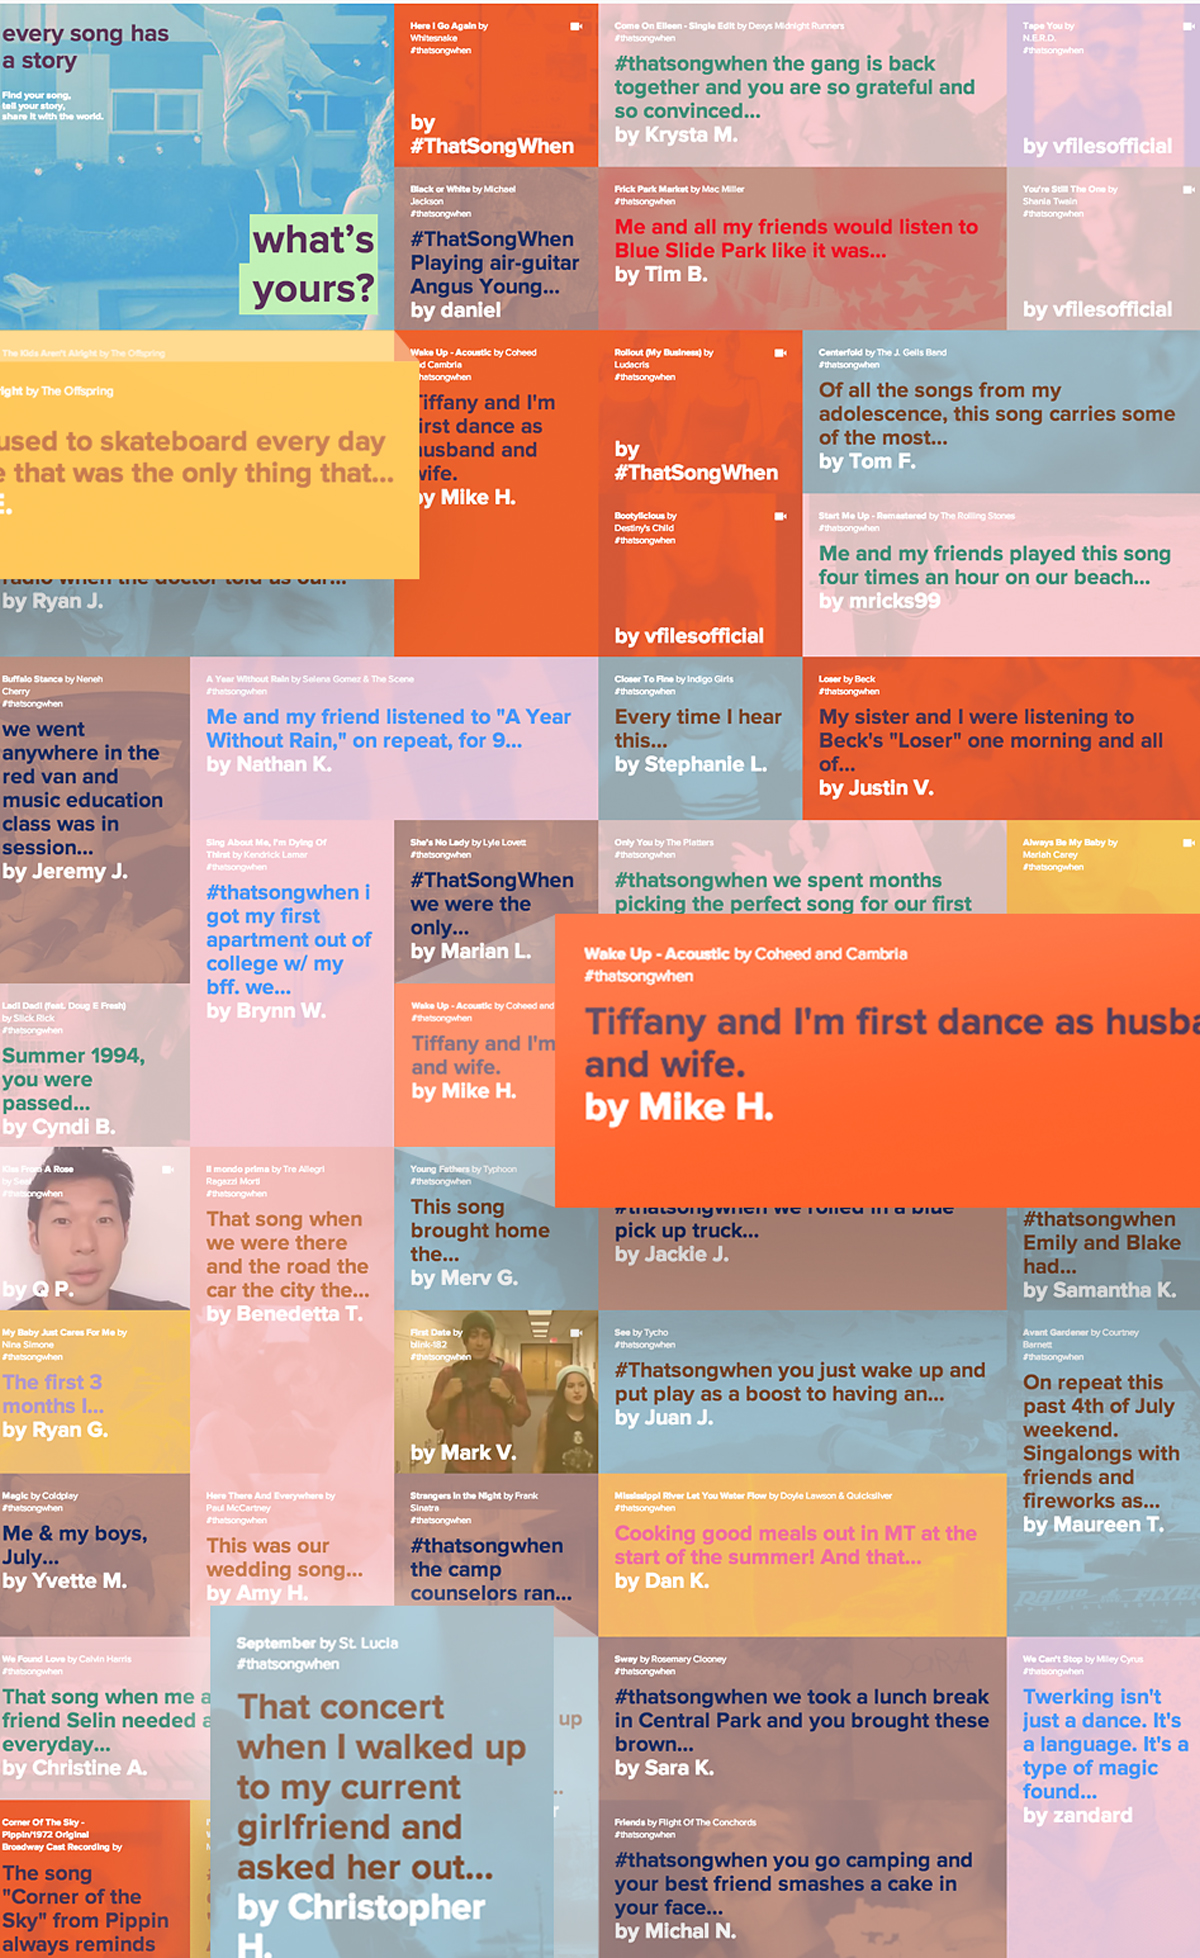 every song has
a story
Find your song,
tell your story,
share it with the world.
what's
yours?
Here I Go Again by
Whitesnake
#thatsongwhen
by
#ThatSongWhen
Come On Eileen - Single Edit by Dexys Midnight Runners
#thatsongwhen
#thatsongwhen the gang is back
together and you are so grateful and
so convinced...
by Krysta M.
Tape You by
N.E.R.D.
#thatsongwhen
by vfilesofficial
Black or White by Michael
Jackson
#thatsongwhen
#ThatSongWhen
Playing air-guitar
Angus Young...
by daniel
Frick Park Market by Mac Miller
#thatsongwhen
Me and all my friends would listen to
Blue Slide Park like it was...
by Tim B.
You're Still The One by
Shania Twain
#thatsongwhen
by vfilesofficial
The Kids Aren't Alright by The Offspring
right by The Offspring
used to skateboard every day
e that was the only thing that...
E.
radio when the doctor told us our...
by Ryan J.
Wake Up - Acoustic by Coheed
nd Cambria
thatsongwhen
Tiffany and I'm
first dance as
husband and
wife.
by Mike H.
Rollout (My Business) by
Ludacris
#thatsongwhen
by
#ThatSongWhen
Centerfold by The J. Geils Band
#thatsongwhen
Of all the songs from my
adolescence, this song carries some
of the most...
by Tom F.
Bootylicious by
Destiny's Child
#thatsongwhen
by vfilesofficial
Start Me Up - Remastered by The Rolling Stones
#thatsongwhen
Me and my friends played this song
four times an hour on our beach...
by mricks99
Buffalo Stance by Neneh
Cherry
#thatsongwhen
we went
anywhere in the
red van and
music education
class was in
session...
by Jeremy J.
A Year Without Rain by Selena Gomez & The Scene
#thatsongwhen
Me and my friend listened to "A Year
Without Rain," on repeat, for 9...
by Nathan K.
Closer To Fine by Indigo Girls
#thatsongwhen
Every time I hear
this...
by Stephanie L.
Loser by Beck
#thatsongwhen
My sister and I were listening to
Beck's "Loser" one morning and all
of...
by Justin V.
Sing About Me, I'm Dying Of
Thirst by Kendrick Lamar
#thatsongwhen
#thatsongwhen i
got my first
apartment out of
college w/ my
bff. we...
by Brynn W.
She's No Lady by Lyle Lovett
#thatsongwhen
#ThatSongWhen
we were the
only...
by Marian L.
Only You by The Platters
#thatsongwhen
#thatsongwhen we spent months
picking the perfect song for our first
Always Be My Baby by
Mariah Carey
#thatsongwhen
Ladi Dadi (feat. Doug E Fresh)
by Slick Rick
#thatsongwhen
Summer 1994,
you were
passed...
by Cyndi B.
Wake Up - Acoustic by Coheed and
#thatsongwhen
Tiffany and I'm
and wife.
by Mike H.
Wake Up - Acoustic by Coheed and Cambria
#thatsongwhen
Tiffany and I'm first dance as husba
and wife.
by Mike H.
Kiss From A Rose
by Seal
#thatsongwhen
by Q P.
Il mondo prima by Tre Allegri
Ragazzi Morti
#thatsongwhen
That song when
we were there
and the road the
car the city the...
by Benedetta T.
Young Fathers by Typhoon
#thatsongwhen
This song
brought home
the...
by Merv G.
#thatsongwhen we rolled in a blue
pick up truck...
by Jackie J.
#thatsongwhen
Emily and Blake
had...
by Samantha K.
My Baby Just Cares For Me by
Nina Simone
#thatsongwhen
The first 3
months I...
by Ryan G.
First Date by
blink-182
#thatsongwhen
by Mark V.
See by Tycho
#thatsongwhen
#Thatsongwhen you just wake up and
put play as a boost to having an...
by Juan J.
Avant Gardener by Courtney
Barnett
#thatsongwhen
On repeat this
past 4th of July
weekend.
Singalongs with
friends and
fireworks as...
by Maureen T.
RADIO FLYER
Magic by Coldplay
#thatsongwhen
Me & my boys,
July...
by Yvette M.
Here There And Everywhere by
Paul McCartney
#thatsongwhen
This was our
wedding song...
by Amy H.
Strangers in the Night by Frank
Sinatra
#thatsongwhen
#thatsongwhen
the camp
counselors ran...
Mississippi River Let You Water Flow by Doyle Lawson & Quicksilver
#thatsongwhen
Cooking good meals out in MT at the
start of the summer! And that...
by Dan K.
We Found Love by Calvin Harris
#thatsongwhen
That song when me a
friend Selin needed a
everyday...
by Christine A.
September by St. Lucia
#thatsongwhen
That concert
when I walked up
to my current
girlfriend and
asked her out...
by Christopher
H.
up
Sway by Rosemary Clooney
#thatsongwhen
#thatsongwhen we took a lunch break
in Central Park and you brought these
brown...
by Sara K.
We Can't Stop by Miley Cyrus
#thatsongwhen
Twerking isn't
just a dance. It's
a language. It's a
type of magic
found...
by zandard
Corner Of The Sky -
Pippin/1972 Original
Broadway Cast Recording by
The song
"Corner of the
Sky" from Pippin
always reminds
Friends by Flight Of The Conchords
#thatsongwhen
#thatsongwhen you go camping and
your best friend smashes a cake in
your face...
by Michal N.